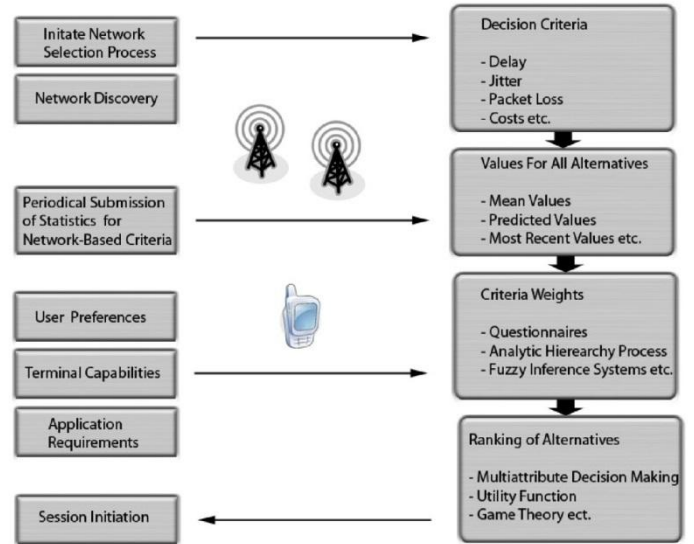 Initate Network
Selection Process
Network Discovery
Periodical Submission
of Statistics for
Network-Based Criteria
User Preferences
Terminal Capabilities
Application
Requirements
Session Initiation
Decision Criteria
- Delay
- Jitter
- Packet Loss
- Costs etc.
Values For All Alternatives
- Mean Values
- Predicted Values
- Most Recent Values etc.
Criteria Weights
- Questionnaires
- Analytic Hierearchy Process
- Fuzzy Inference Systems etc.
Ranking of Alternatives
- Multiattribute Decision Making
- Utility Function
- Game Theory ect.